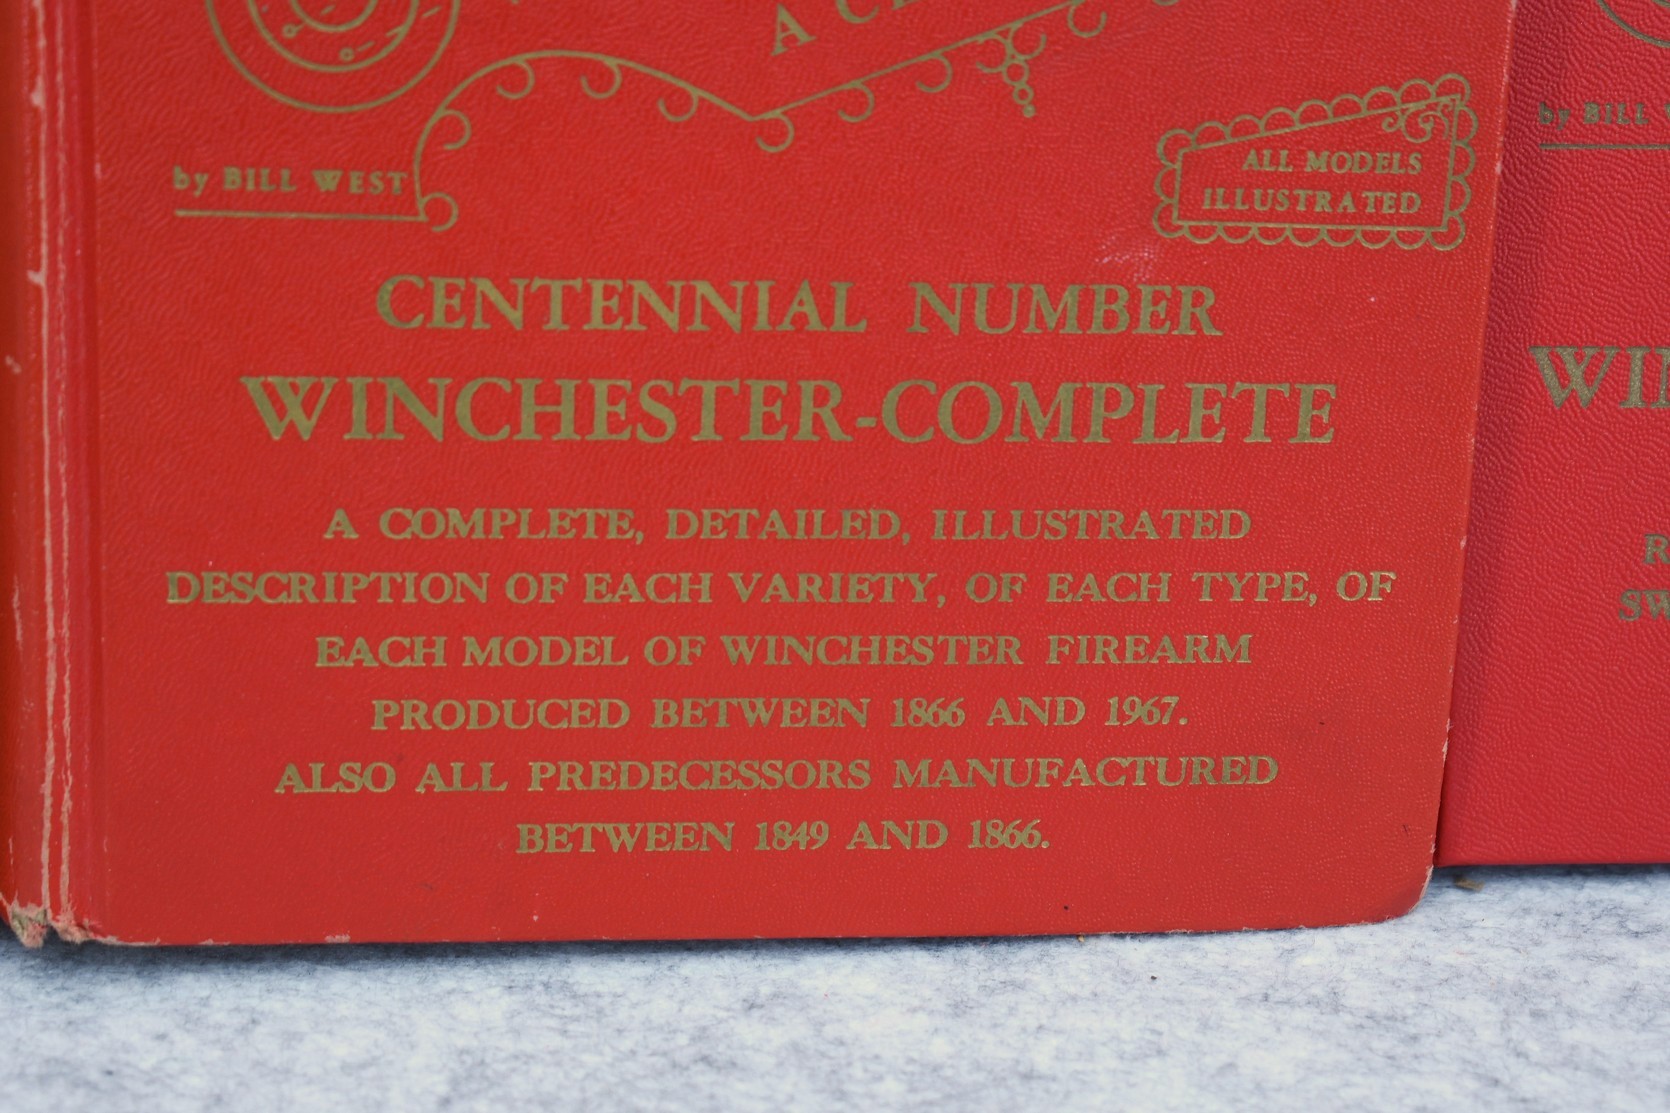 A
by BILL WEST
ALL MODELS
ILLUSTRATED
CENTENNIAL NUMBER
WINCHESTER-COMPLETE
A COMPLETE, DETAILED, ILLUSTRATED
DESCRIPTION OF EACH VARIETY, OF EACH TYPE, OF
EACH MODEL OF WINCHESTER FIREARM
PRODUCED BETWEEN 1866 AND 1967.
ALSO ALL PREDECESSORS MANUFACTURED
BETWEEN 1849 AND 1866.
by BILL